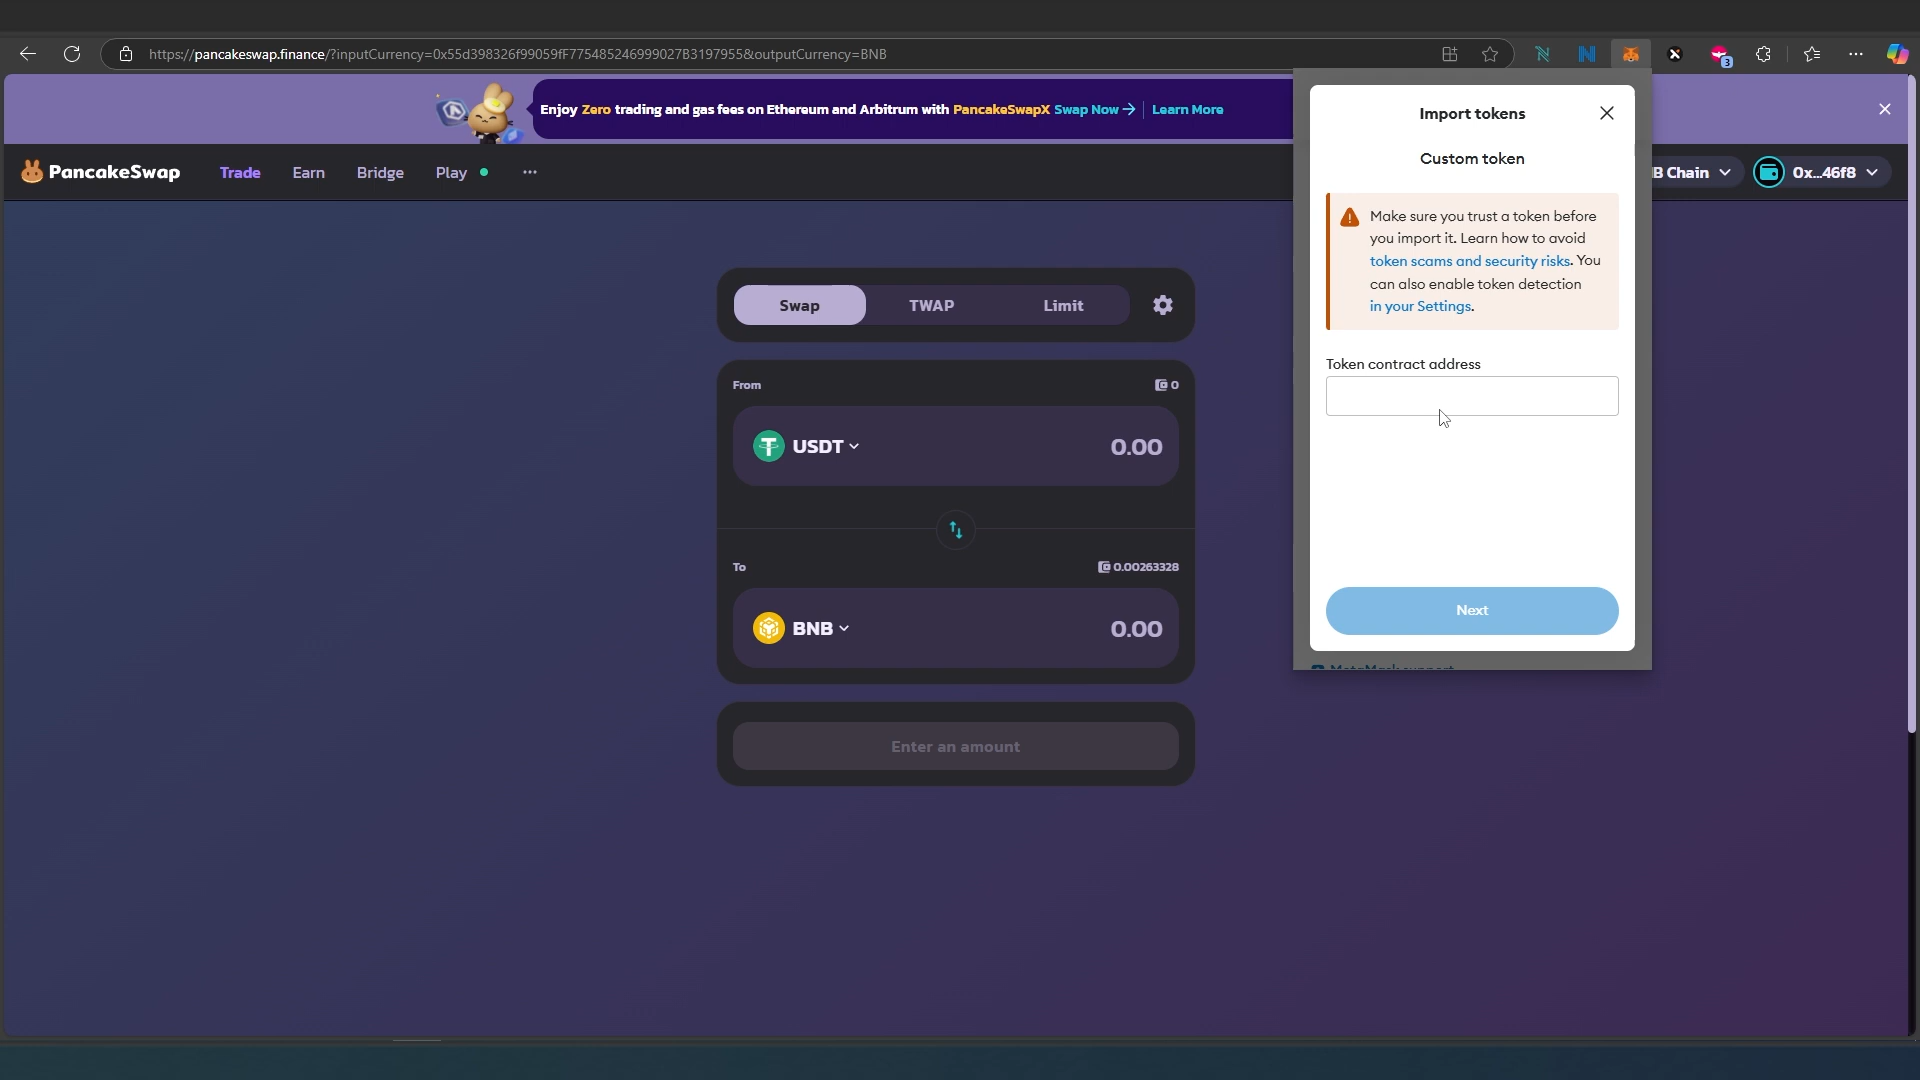 https://pancakeswap.finance/?inputCurrency=0x55d398326f99059fF775485246999027B3197955&outputCurrency=BNB
3
Enjoy Zero trading and gas fees on Ethereum and Arbitrum with PancakeSwapX Swap Now → Learn More
PancakeSwap
Trade
Earn
Bridge
Play
B Chain
0x...46f8
Swap
TWAP
Limit
From
0
USDT
0.00
To
0.00263328
BNB
0.00
Enter an amount
Import tokens
Custom token
Make sure you trust a token before
you import it. Learn how to avoid
token scams and security risks. You
can also enable token detection
in your Settings.
Token contract address
Next
MetaMask support